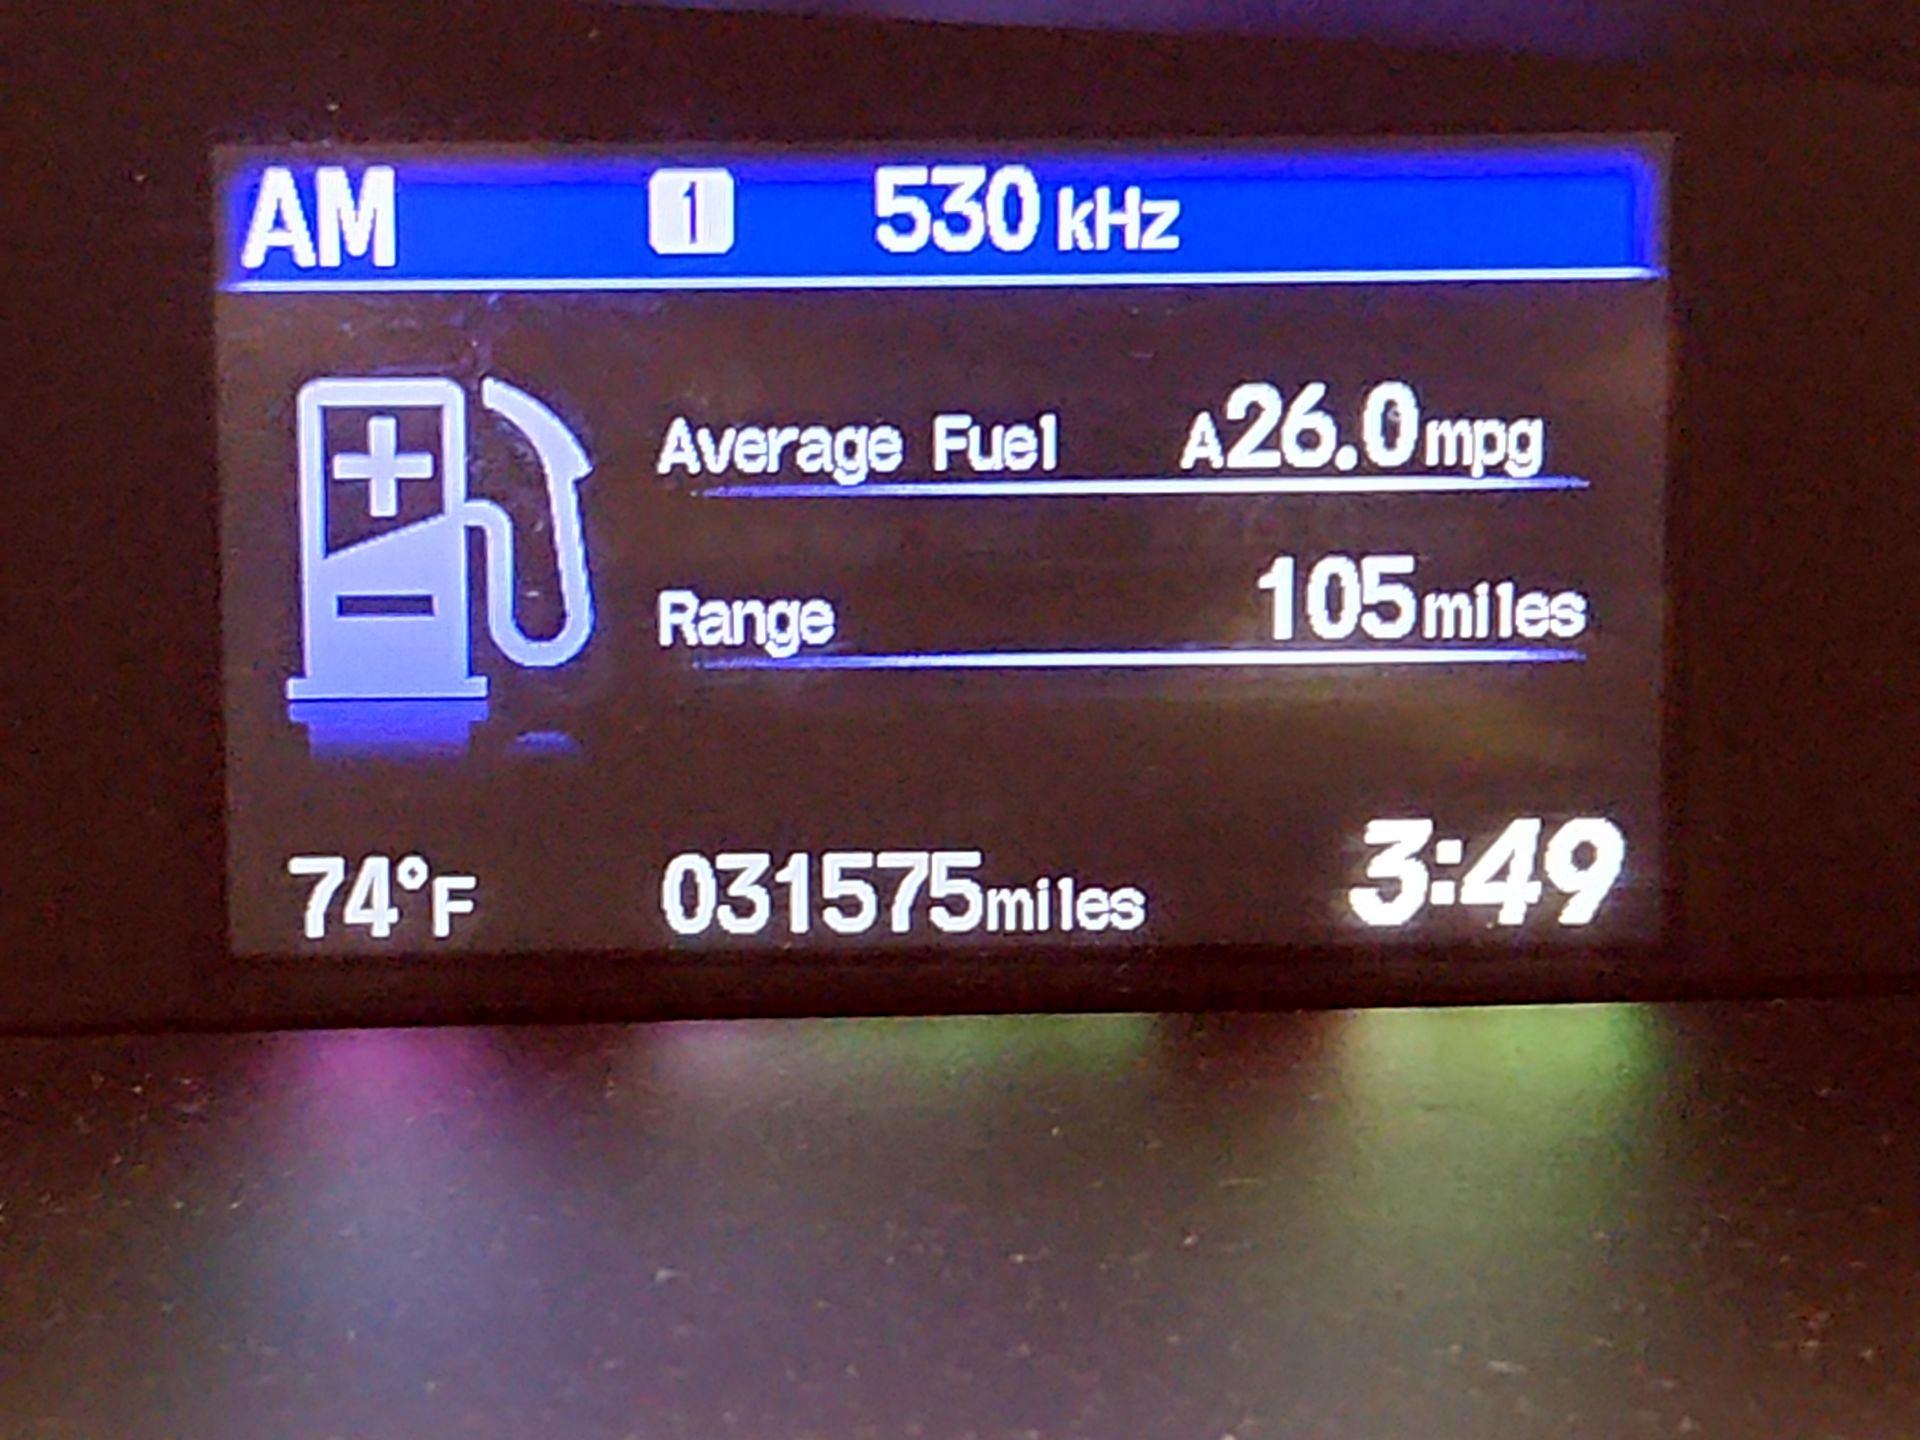 AM 1 530 kHz
Average Fuel A26.0mpg
Range 105miles
74°F 031575miles 3:49